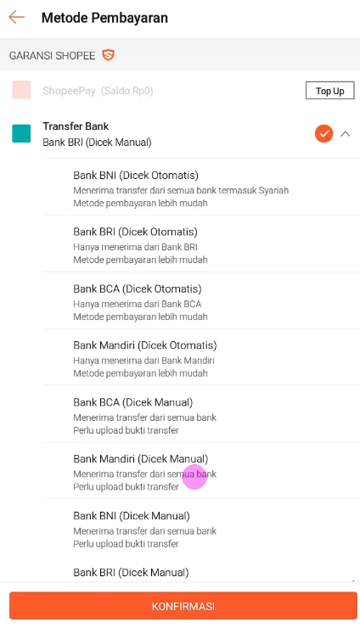 Metode Pembayaran
GARANSI SHOPEE
ShopeePay (Saldo Rp0)
Top Up
Transfer Bank
Bank BRI (Dicek Manual)
Bank BNI (Dicek Otomatis)
Menerima transfer dari semua bank termasuk Syariah
Metode pembayaran lebih mudah
Bank BRI (Dicek Otomatis)
Hanya menerima dari Bank BRI
Metode pembayaran lebih mudah
Bank BCA (Dicek Otomatis)
Hanya menerima dari Bank BCA
Metode pembayaran lebih mudah
Bank Mandiri (Dicek Otomatis)
Hanya menerima dari Bank Mandiri
Metode pembayaran lebih mudah
Bank BCA (Dicek Manual)
Menerima transfer dari semua bank
Perlu upload bukti transfer
Bank Mandiri (Dicek Manual)
Menerima transfer dari semua bank
Perlu upload bukti transfer
Bank BNI (Dicek Manual)
Menerima transfer dari semua bank
Perlu upload bukti transfer
Bank BRI (Dicek Manual)
KONFIRMASI